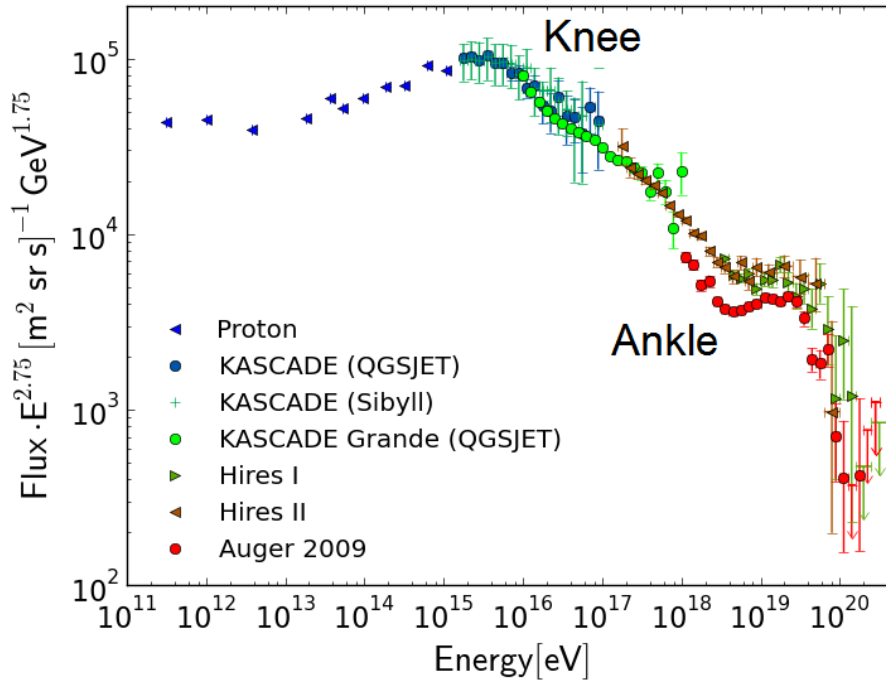 Knee
Ankle
Flux·E^2.75 [m^2 sr s]^-1 GeV^1.75
10^5
10^4
10^3
10^2
Proton
KASCADE (QGSJET)
KASCADE (Sibyll)
KASCADE Grande (QGSJET)
Hires I
Hires II
Auger 2009
10^11 10^12 10^13 10^14 10^15 10^16 10^17 10^18 10^19 10^20
Energy[eV]